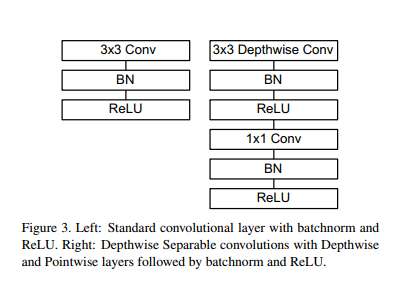 3x3 Conv
BN
ReLU
3x3 Depthwise Conv
BN
ReLU
1x1 Conv
BN
ReLU
Figure 3. Left: Standard convolutional layer with batchnorm and
ReLU. Right: Depthwise Separable convolutions with Depthwise
and Pointwise layers followed by batchnorm and ReLU.